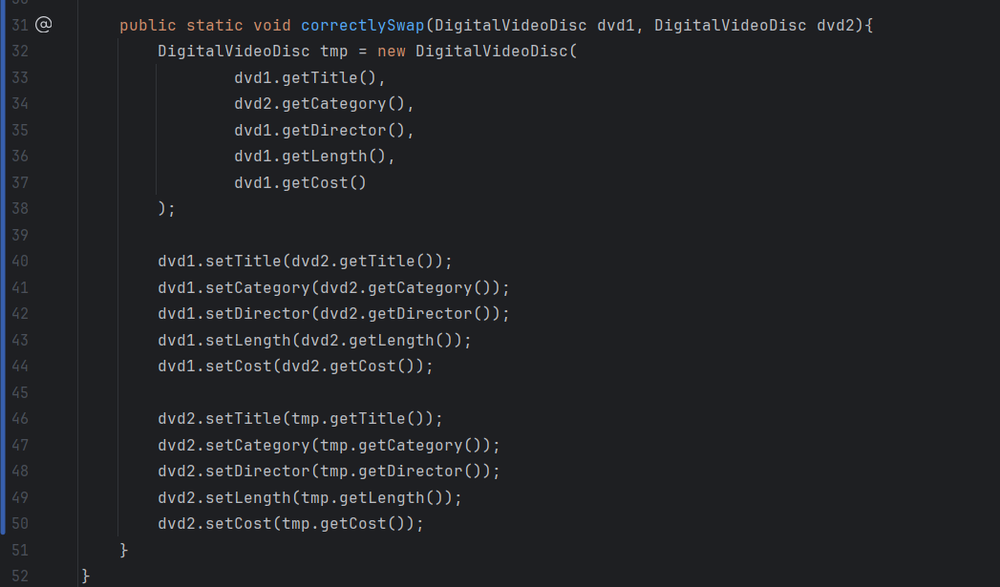 31 @ public static void correctlySwap(DigitalVideoDisc dvd1, DigitalVideoDisc dvd2){
32 DigitalVideoDisc tmp = new DigitalVideoDisc(
33 dvd1.getTitle(),
34 dvd2.getCategory(),
35 dvd1.getDirector(),
36 dvd1.getLength(),
37 dvd1.getCost()
38 );
39
40 dvd1.setTitle(dvd2.getTitle());
41 dvd1.setCategory(dvd2.getCategory());
42 dvd1.setDirector(dvd2.getDirector());
43 dvd1.setLength(dvd2.getLength());
44 dvd1.setCost(dvd2.getCost());
45
46 dvd2.setTitle(tmp.getTitle());
47 dvd2.setCategory(tmp.getCategory());
48 dvd2.setDirector(tmp.getDirector());
49 dvd2.setLength(tmp.getLength());
50 dvd2.setCost(tmp.getCost());
51 }
52 }